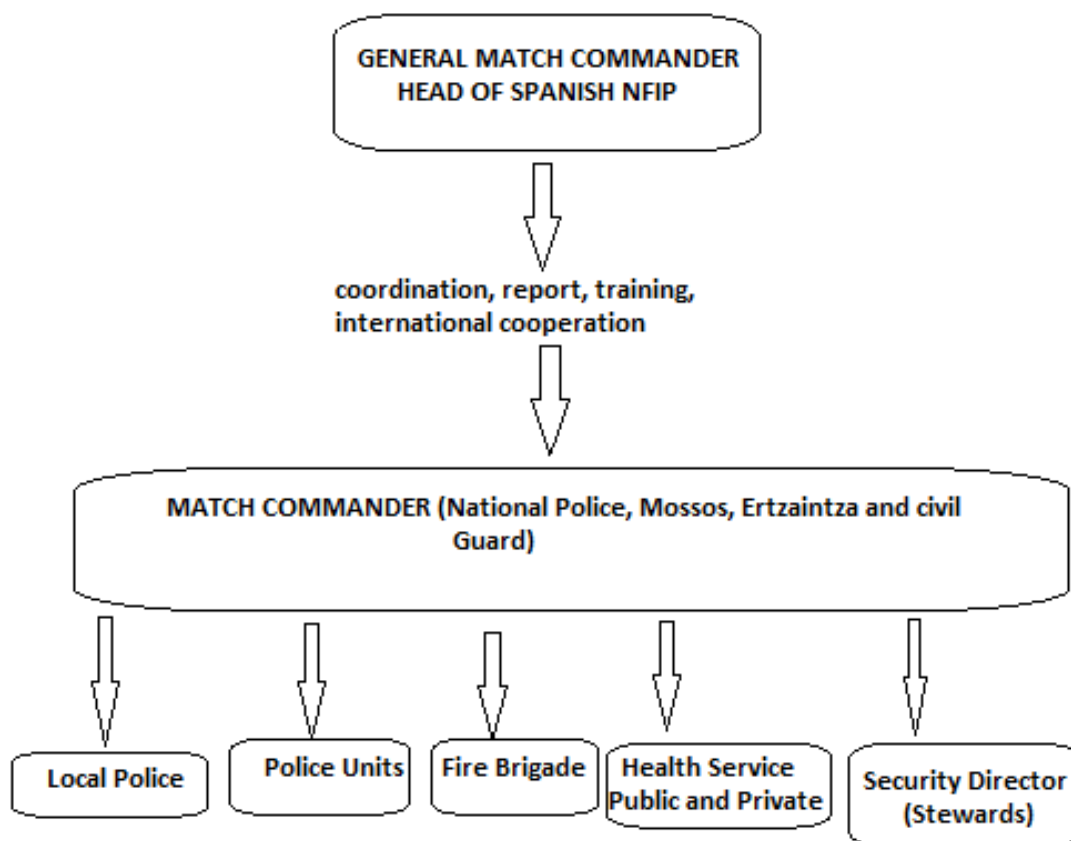 GENERAL MATCH COMMANDER
HEAD OF SPANISH NFIP
coordination, report, training,
international cooperation
MATCH COMMANDER (National Police, Mossos, Ertzaintza and civil
Guard)
Local Police
Police Units
Fire Brigade
Health Service
Public and Private
Security Director
(Stewards)